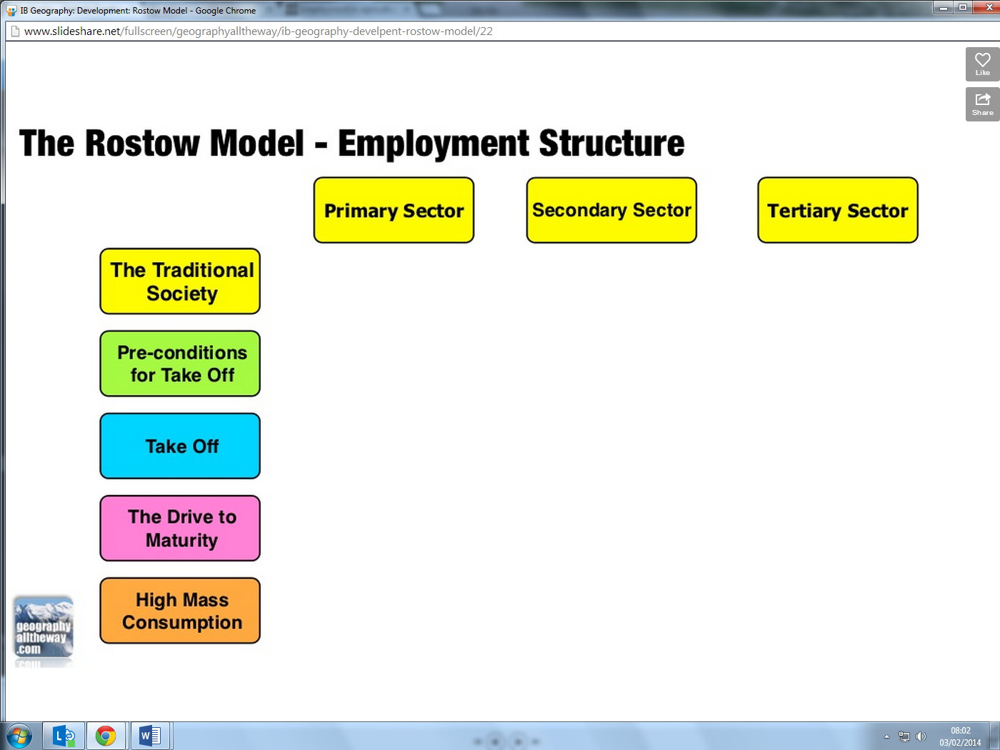 IB Geography: Development: Rostow Model - Google Chrome
www.slideshare.net/fullscreen/geographyalltheway/ib-geography-develpent-rostow-model/22
Like
Share
The Rostow Model - Employment Structure
Primary Sector
Secondary Sector
Tertiary Sector
The Traditional
Society
Pre-conditions
for Take Off
Take Off
The Drive to
Maturity
High Mass
Consumption
geography
alltheway
.com
08:02
03/02/2014